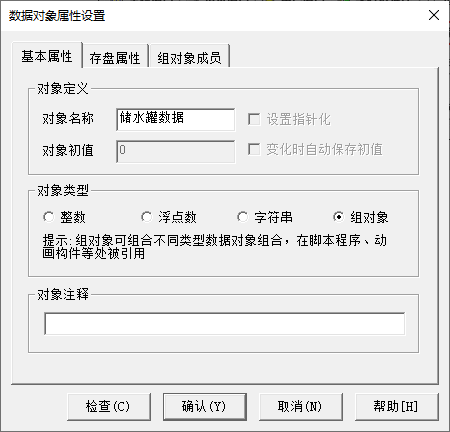 数据对象属性设置
基本属性 存盘属性 组对象成员
对象定义
对象名称 储水罐数据 设置指针化
对象初值 0 变化时自动保存初值
对象类型
整数 浮点数 字符串 组对象
提示:组对象可组合不同类型数据对象组合，在脚本程序、动
画构件等处被引用
对象注释
检查(C) 确认(Y) 取消(N) 帮助[H]